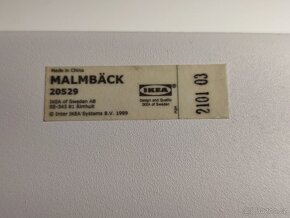 Made in China
MALMBÄCK
20529
IKEA of Sweden AB
SE-343 81 Älmhult
© Inter IKEA Systems B.V. 1999
IKEA
Design and Quality
IKEA of Sweden
2101 03